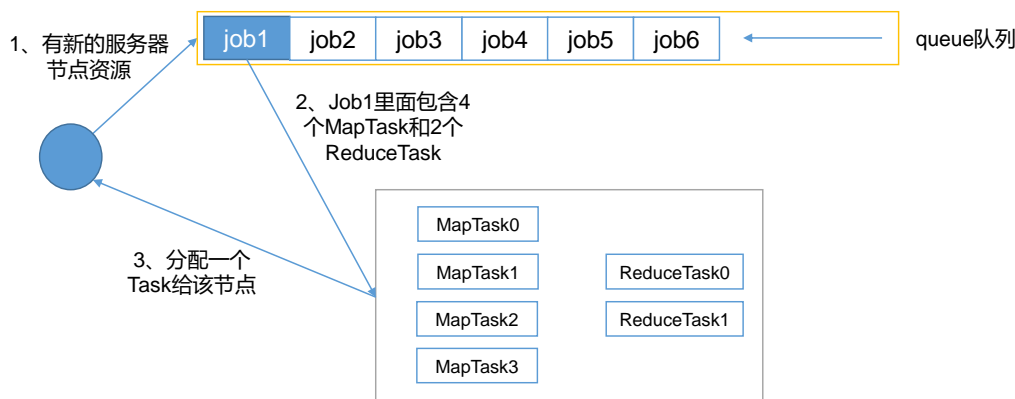 1、有新的服务器
节点资源
job1 job2 job3 job4 job5 job6
queue队列
2、Job1里面包含4
个MapTask和2个
ReduceTask
3、分配一个
Task给该节点
MapTask0
MapTask1 ReduceTask0
MapTask2 ReduceTask1
MapTask3